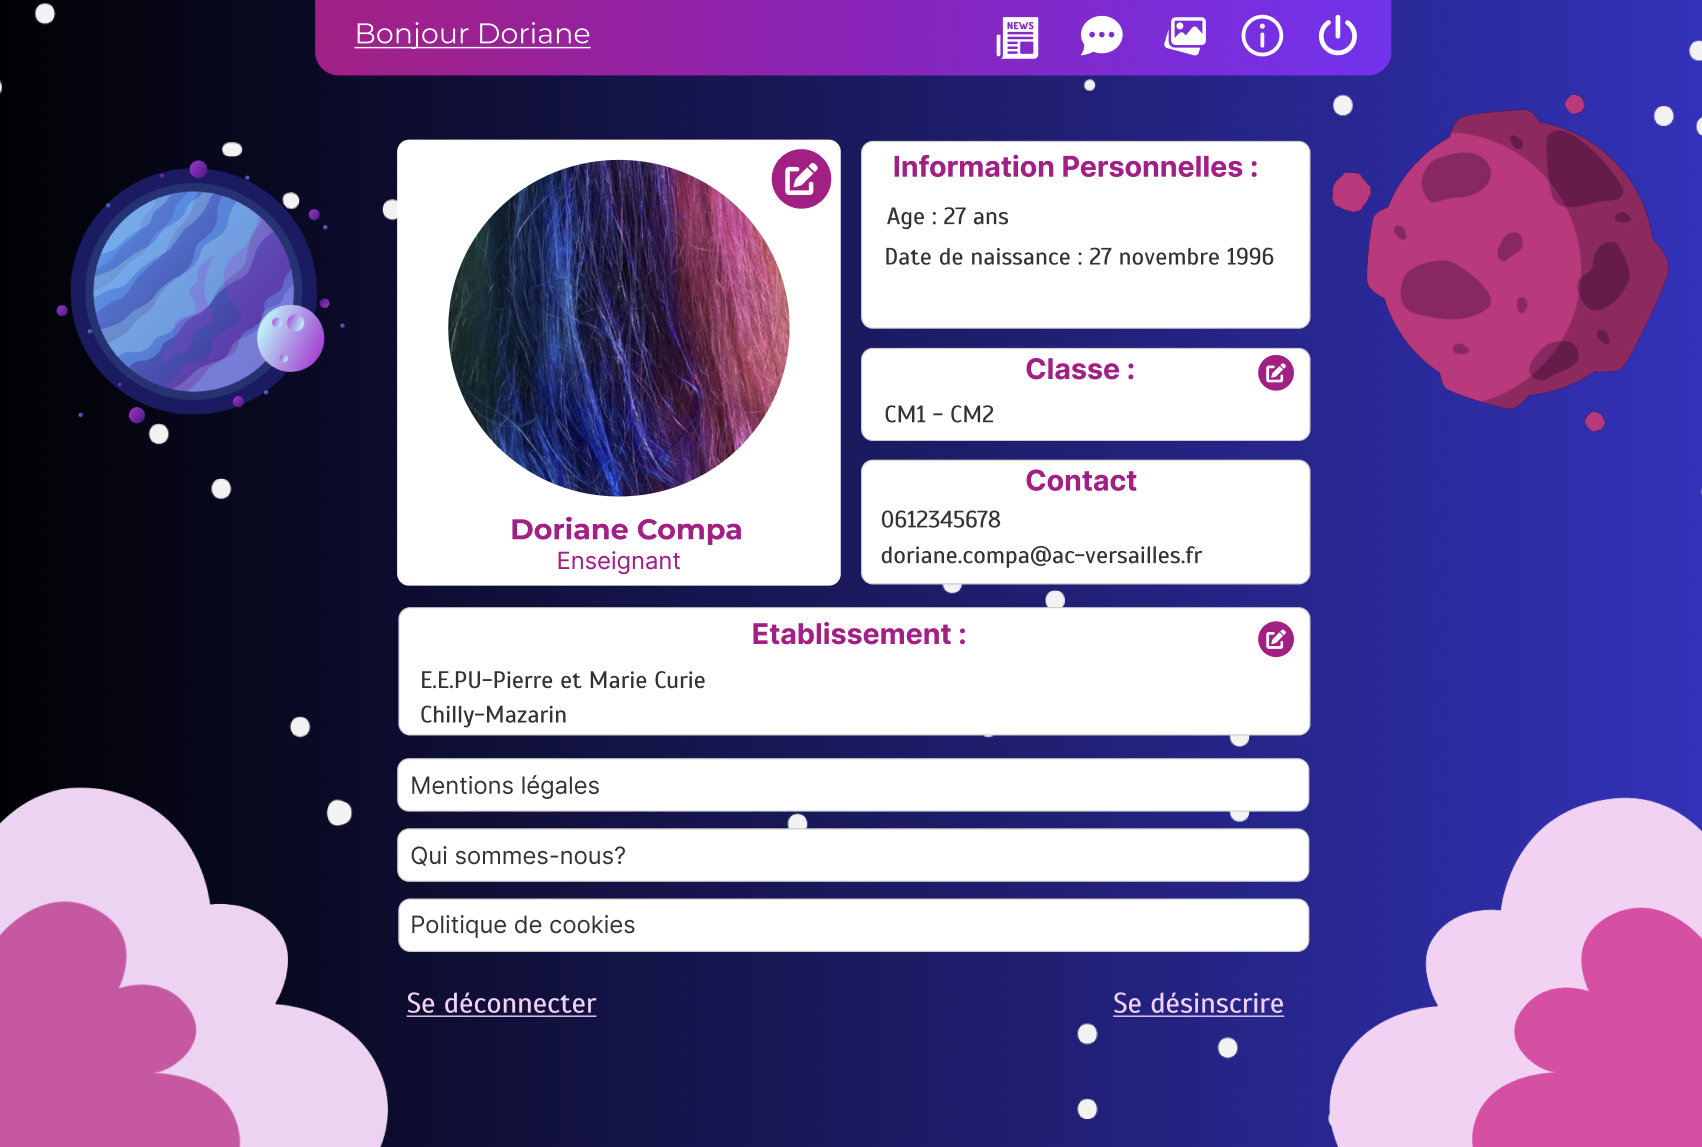 Bonjour Doriane
NEWS
Doriane Compa
Enseignant
Information Personnelles :
Age : 27 ans
Date de naissance : 27 novembre 1996
Classe :
CM1 - CM2
Contact
0612345678
doriane.compa@ac-versailles.fr
Etablissement :
E.E.PU-Pierre et Marie Curie
Chilly-Mazarin
Mentions légales
Qui sommes-nous?
Politique de cookies
Se déconnecter
Se désinscrire